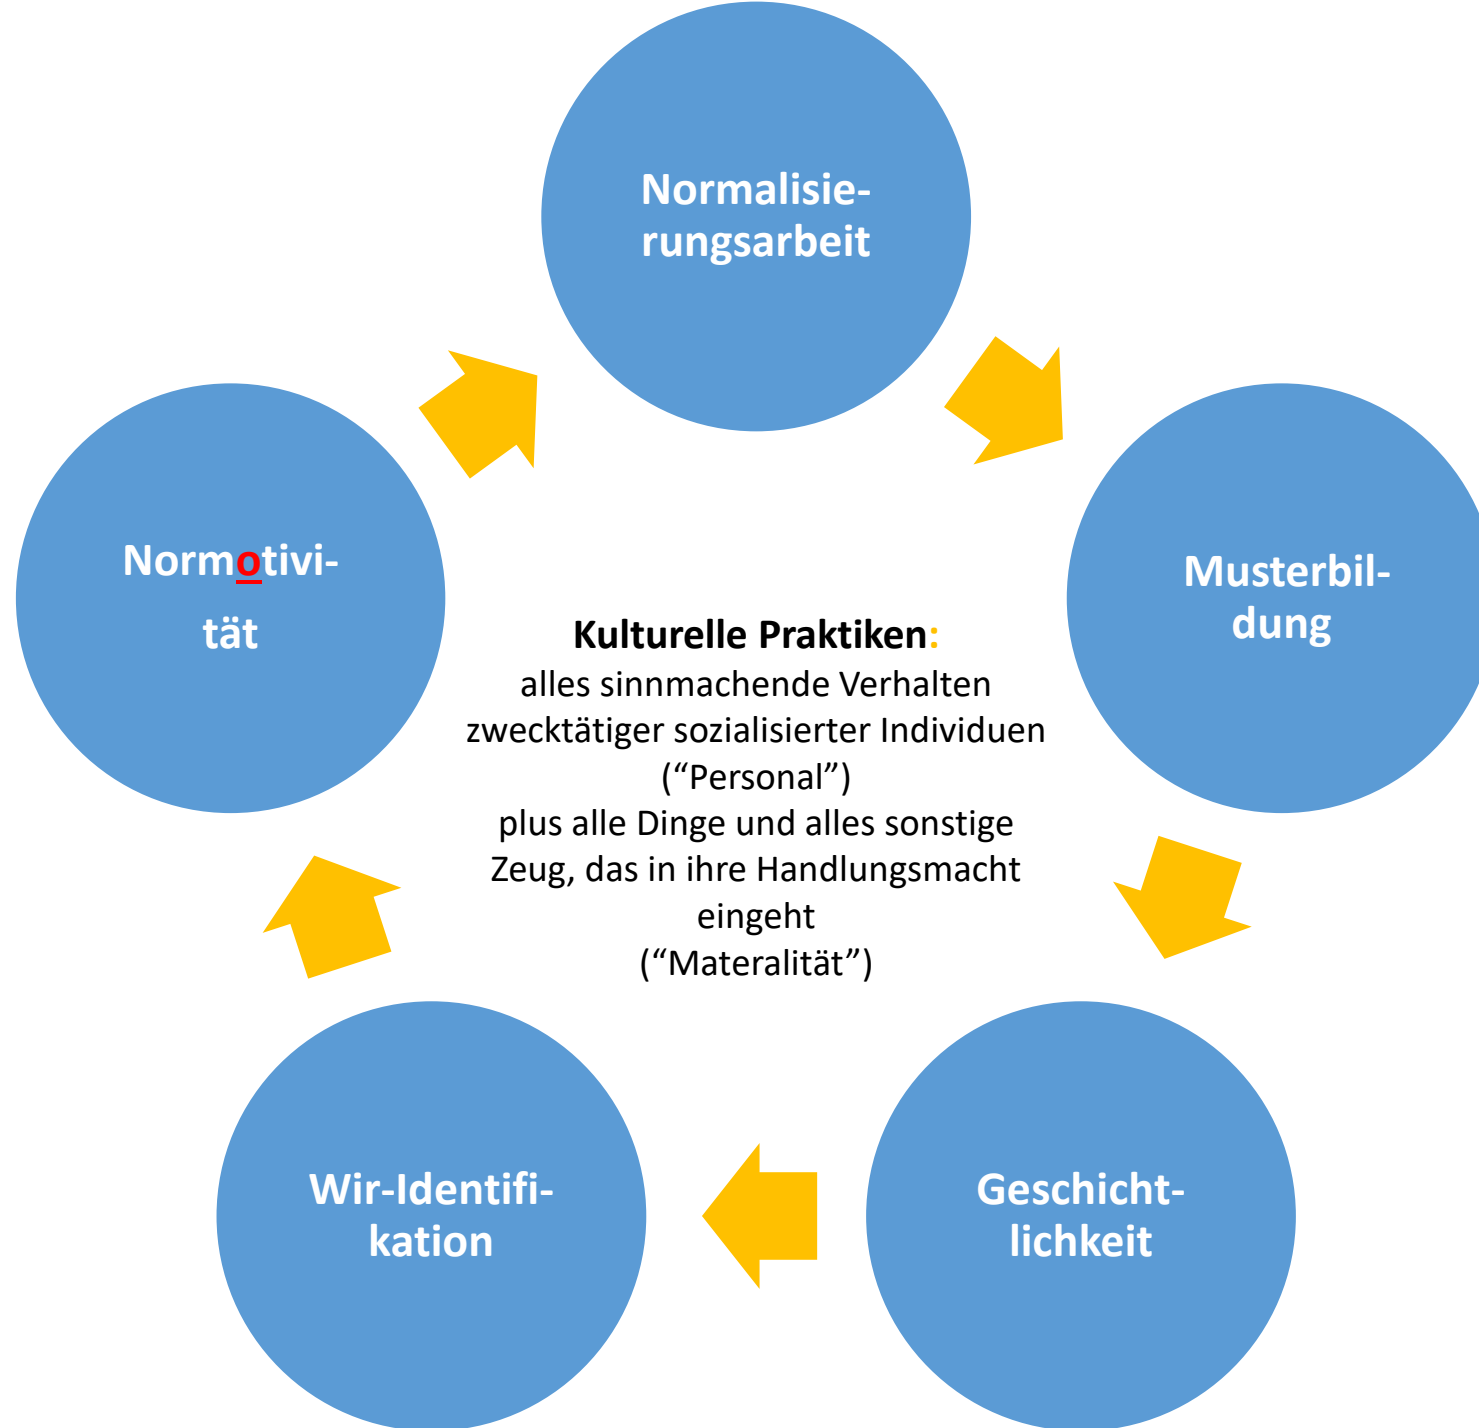 Normalisie-
rungsarbeit
Musterbil-
dung
Geschicht-
lichkeit
Wir-Identifi-
kation
Normotivi-
tät
Kulturelle Praktiken:
alles sinnmachende Verhalten
zwecktätiger sozialisierter Individuen
(“Personal”)
plus alle Dinge und alles sonstige
Zeug, das in ihre Handlungsmacht
eingeht
(“Materalität”)